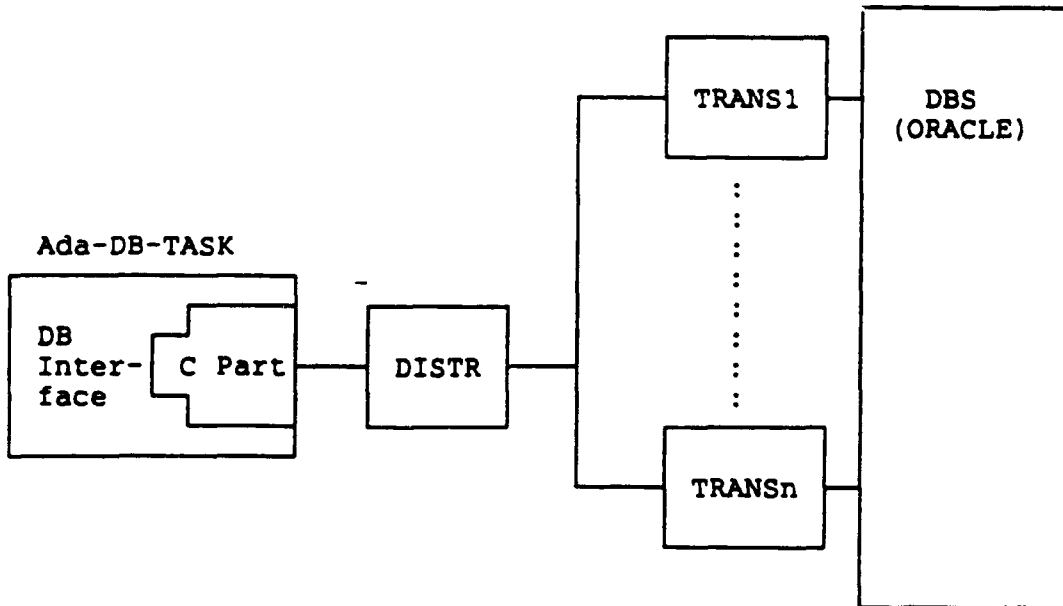 TRANS1
DBS
(ORACLE)
Ada-DB-TASK
DB
Inter-
face
C Part
DISTR
TRANSn